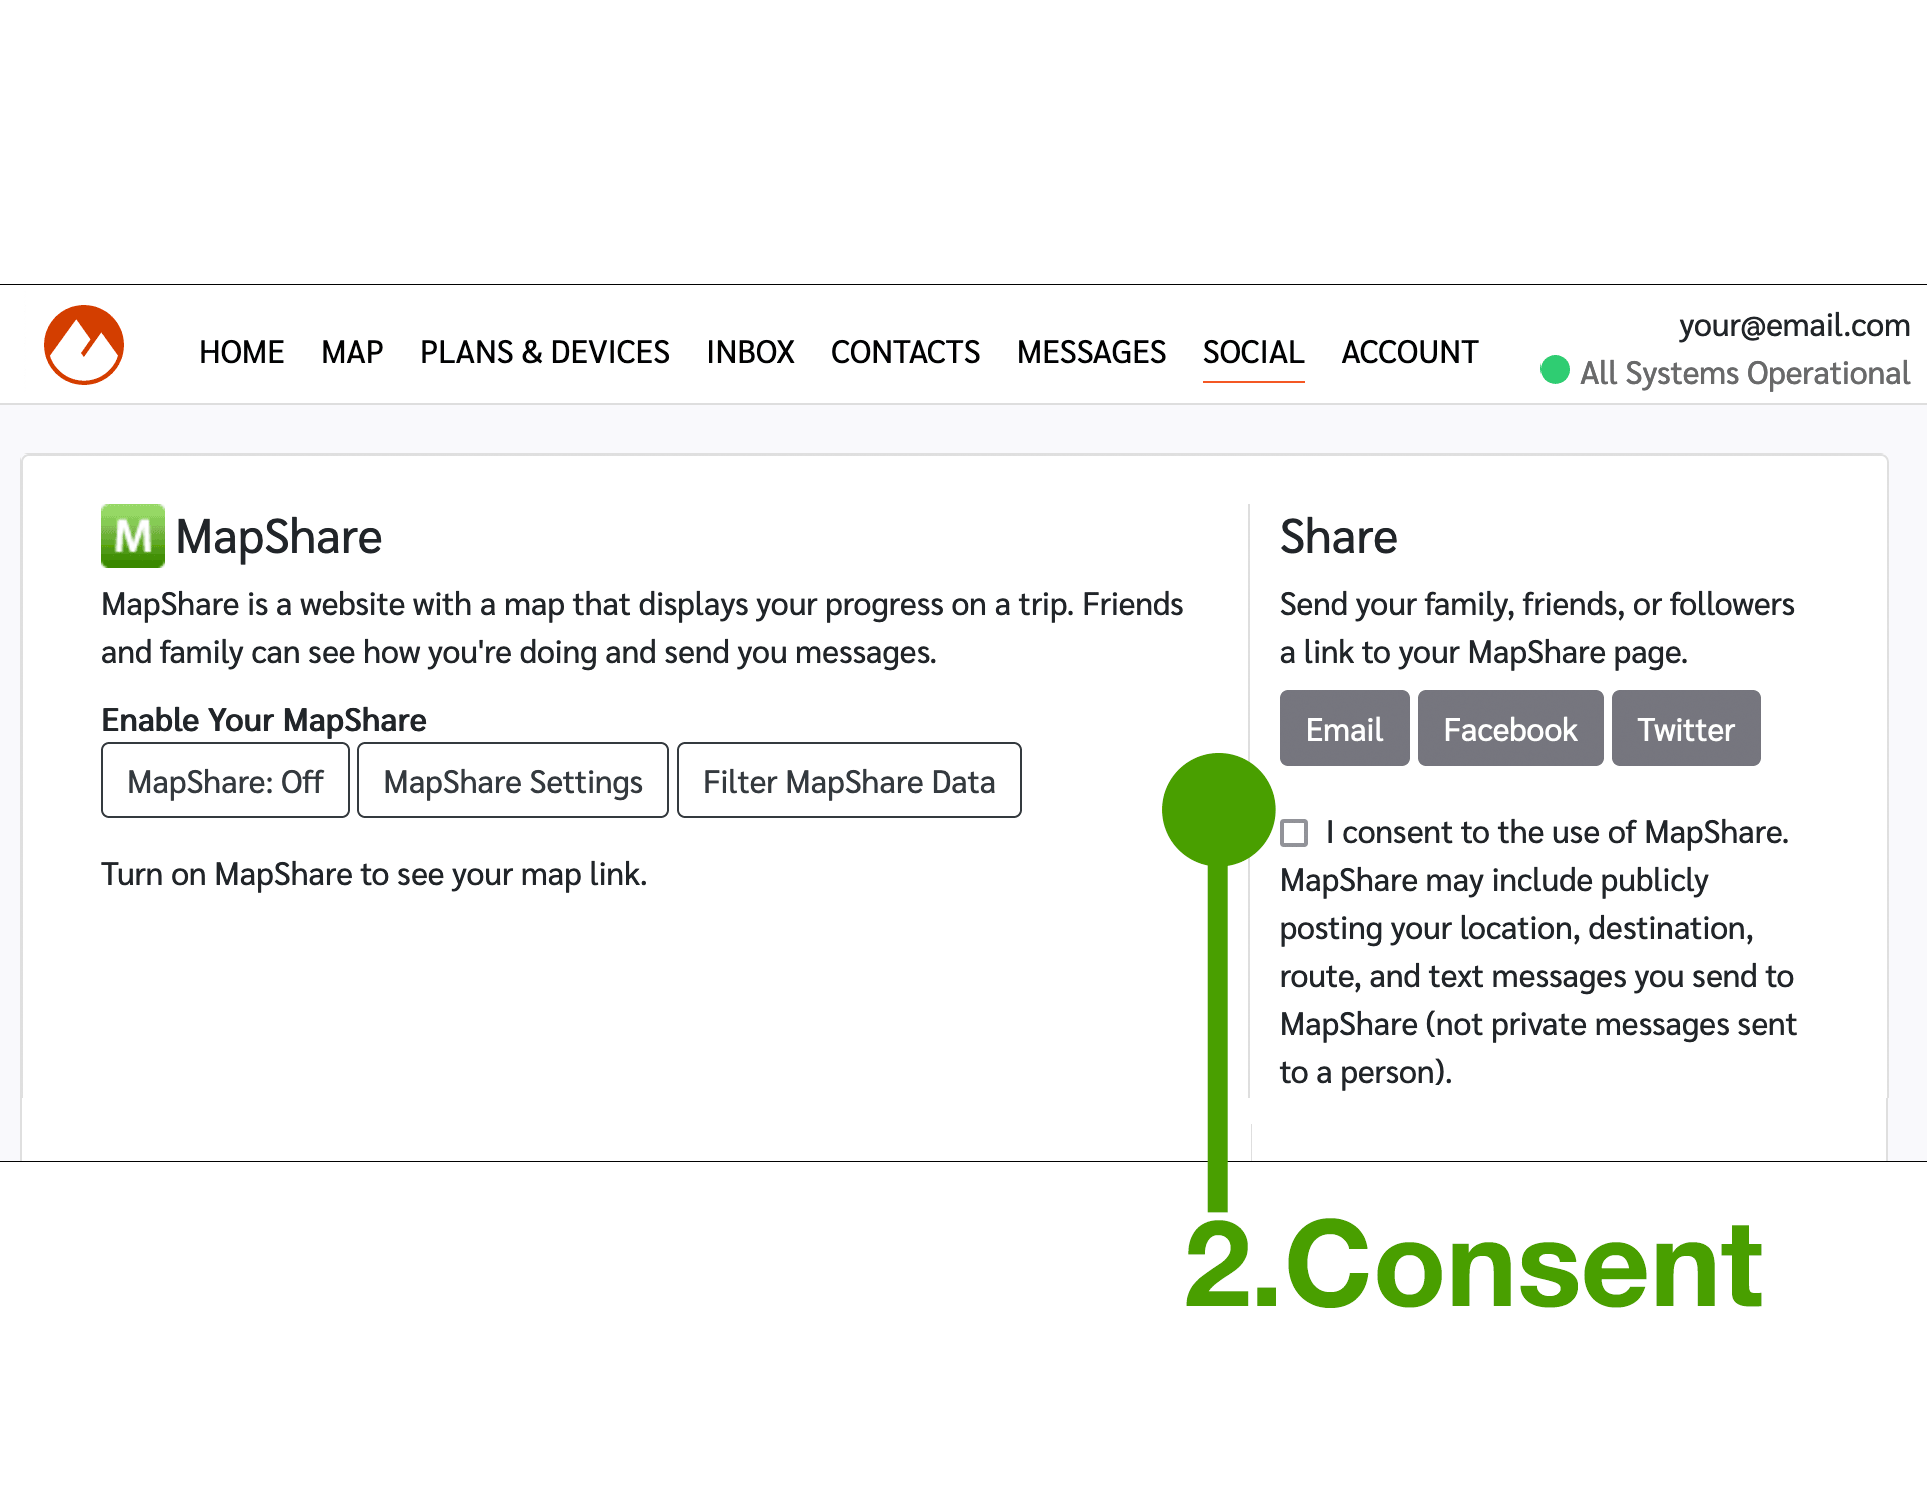 HOME MAP PLANS & DEVICES INBOX CONTACTS MESSAGES SOCIAL ACCOUNT
your@email.com
All Systems Operational
M MapShare
MapShare is a website with a map that displays your progress on a trip. Friends
and family can see how you're doing and send you messages.
Enable Your MapShare
MapShare: Off MapShare Settings Filter MapShare Data
Turn on MapShare to see your map link.
Share
Send your family, friends, or followers
a link to your MapShare page.
Email Facebook Twitter
I consent to the use of MapShare.
MapShare may include publicly
posting your location, destination,
route, and text messages you send to
MapShare (not private messages sent
to a person).
2.Consent